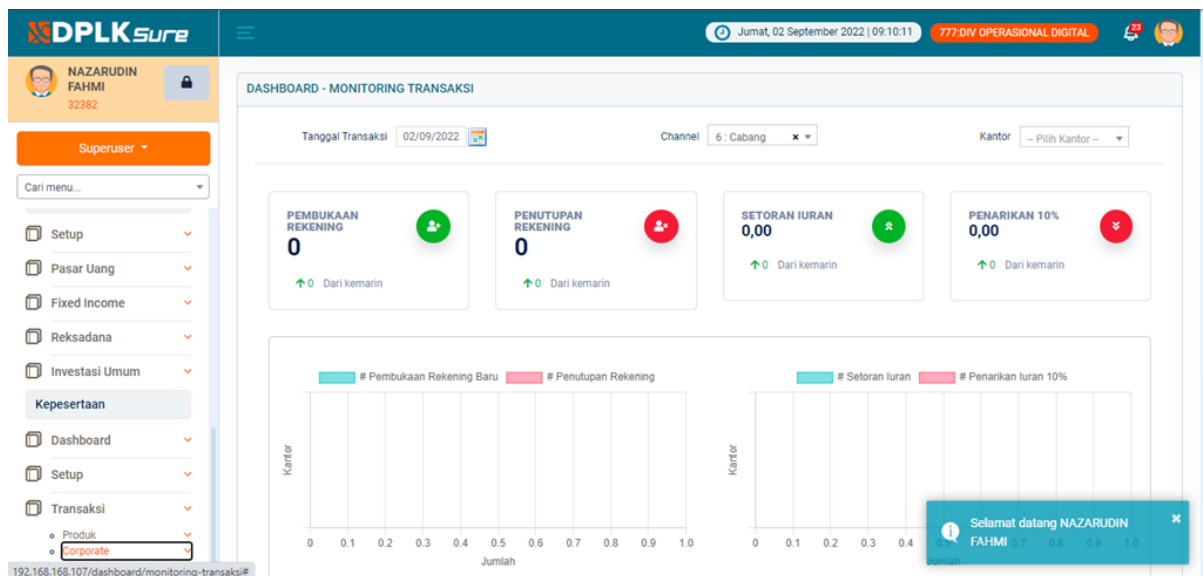 DPLKSure
Jumat, 02 September 2022 | 09:10:11
777:DIV OPERASIONAL DIGITAL
23
NAZARUDIN
FAHMI
32382
Superuser
Cari menu...
Setup
Pasar Uang
Fixed Income
Reksadana
Investasi Umum
Kepesertaan
Dashboard
Setup
Transaksi
Produk
Corporate
192.168.168.107/dashboard/monitoring-transaksi#
DASHBOARD - MONITORING TRANSAKSI
Tanggal Transaksi 02/09/2022
Channel 6 : Cabang × 
Kantor -- Pilih Kantor --
PEMBUKAAN
REKENING
0
0 Dari kemarin
PENUTUPAN
REKENING
0
0 Dari kemarin
SETORAN IURAN
0,00
0 Dari kemarin
PENARIKAN 10%
0,00
0 Dari kemarin
# Pembukaan Rekening Baru # Penutupan Rekening
Kantor
0 0.1 0.2 0.3 0.4 0.5 0.6 0.7 0.8 0.9 1.0
Jumlah
# Setoran Iuran # Penarikan Iuran 10%
Kantor
0 0.1 0.2 0.3 0.4 0.5 0.7 0.8 0.9 1.0
Jumlah
Selamat datang NAZARUDIN
FAHMI
×